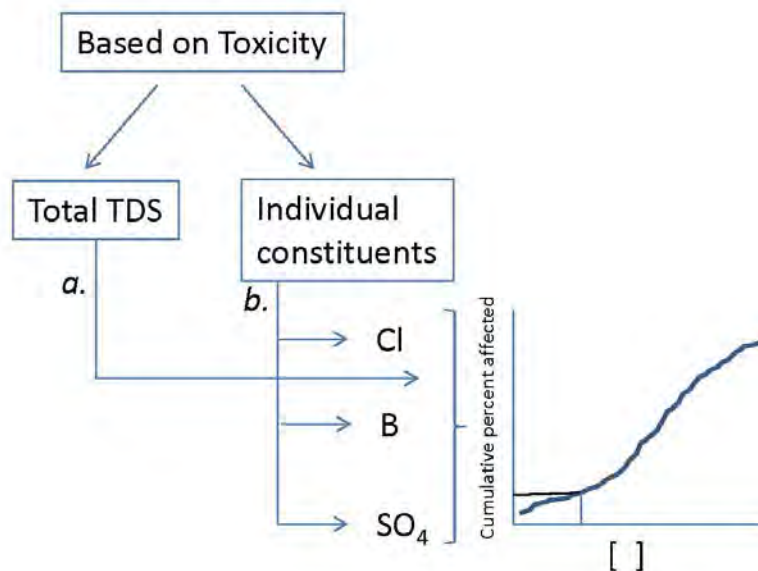 Based on Toxicity
Total TDS
Individual
constituents
a.
b.
Cl
B
SO₄
Cumulative percent affected
[ ]